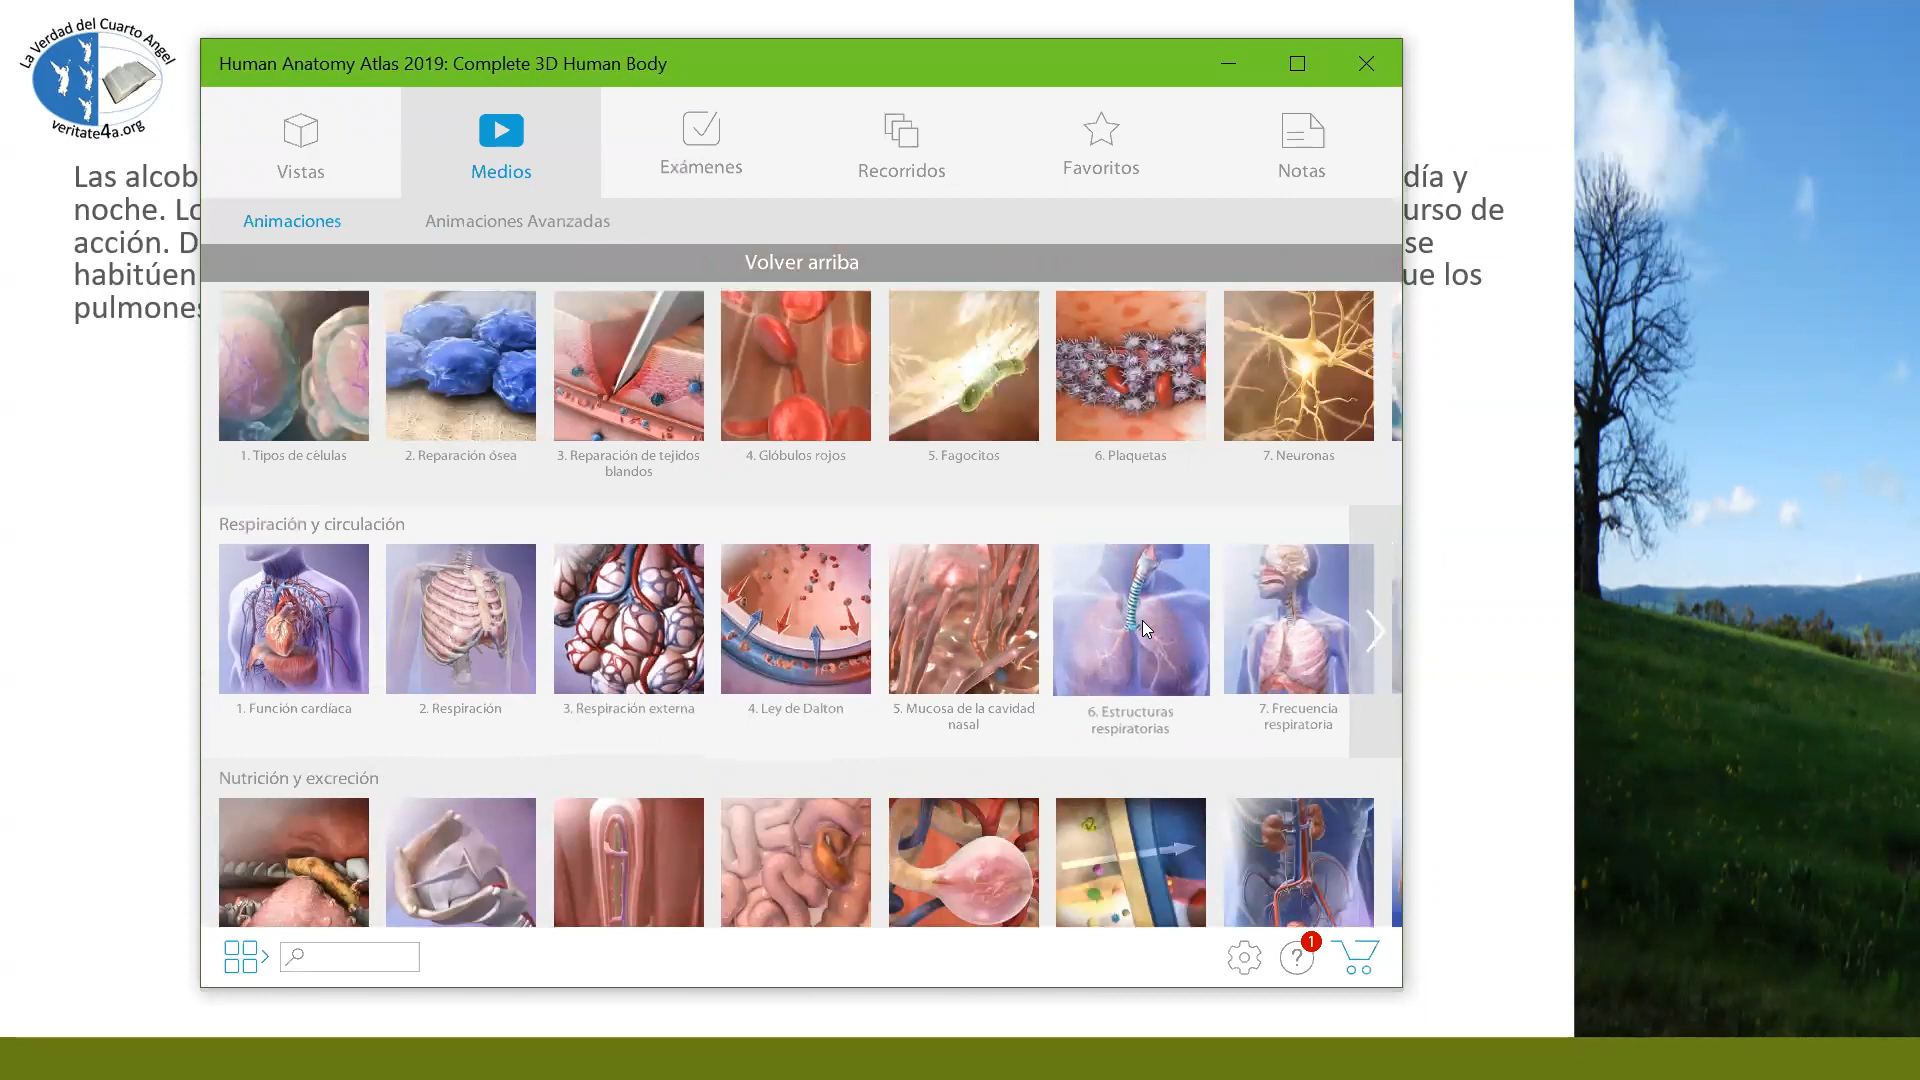 La Verdad del Cuarto Angel
veritate4a.org
Las alcob
día y
noche. Lo
urso de
acción. D
se
habitúen
ue los
pulmones
Human Anatomy Atlas 2019: Complete 3D Human Body
Vistas
Medios
Exámenes
Recorridos
Favoritos
Notas
Animaciones
Animaciones Avanzadas
Volver arriba
1. Tipos de células
2. Reparación ósea
3. Reparación de tejidos
blandos
4. Glóbulos rojos
5. Fagocitos
6. Plaquetas
7. Neuronas
Respiración y circulación
1. Función cardíaca
2. Respiración
3. Respiración externa
4. Ley de Dalton
5. Mucosa de la cavidad
nasal
6. Estructuras
respiratorias
7. Frecuencia
respiratoria
Nutrición y excreción
?
1